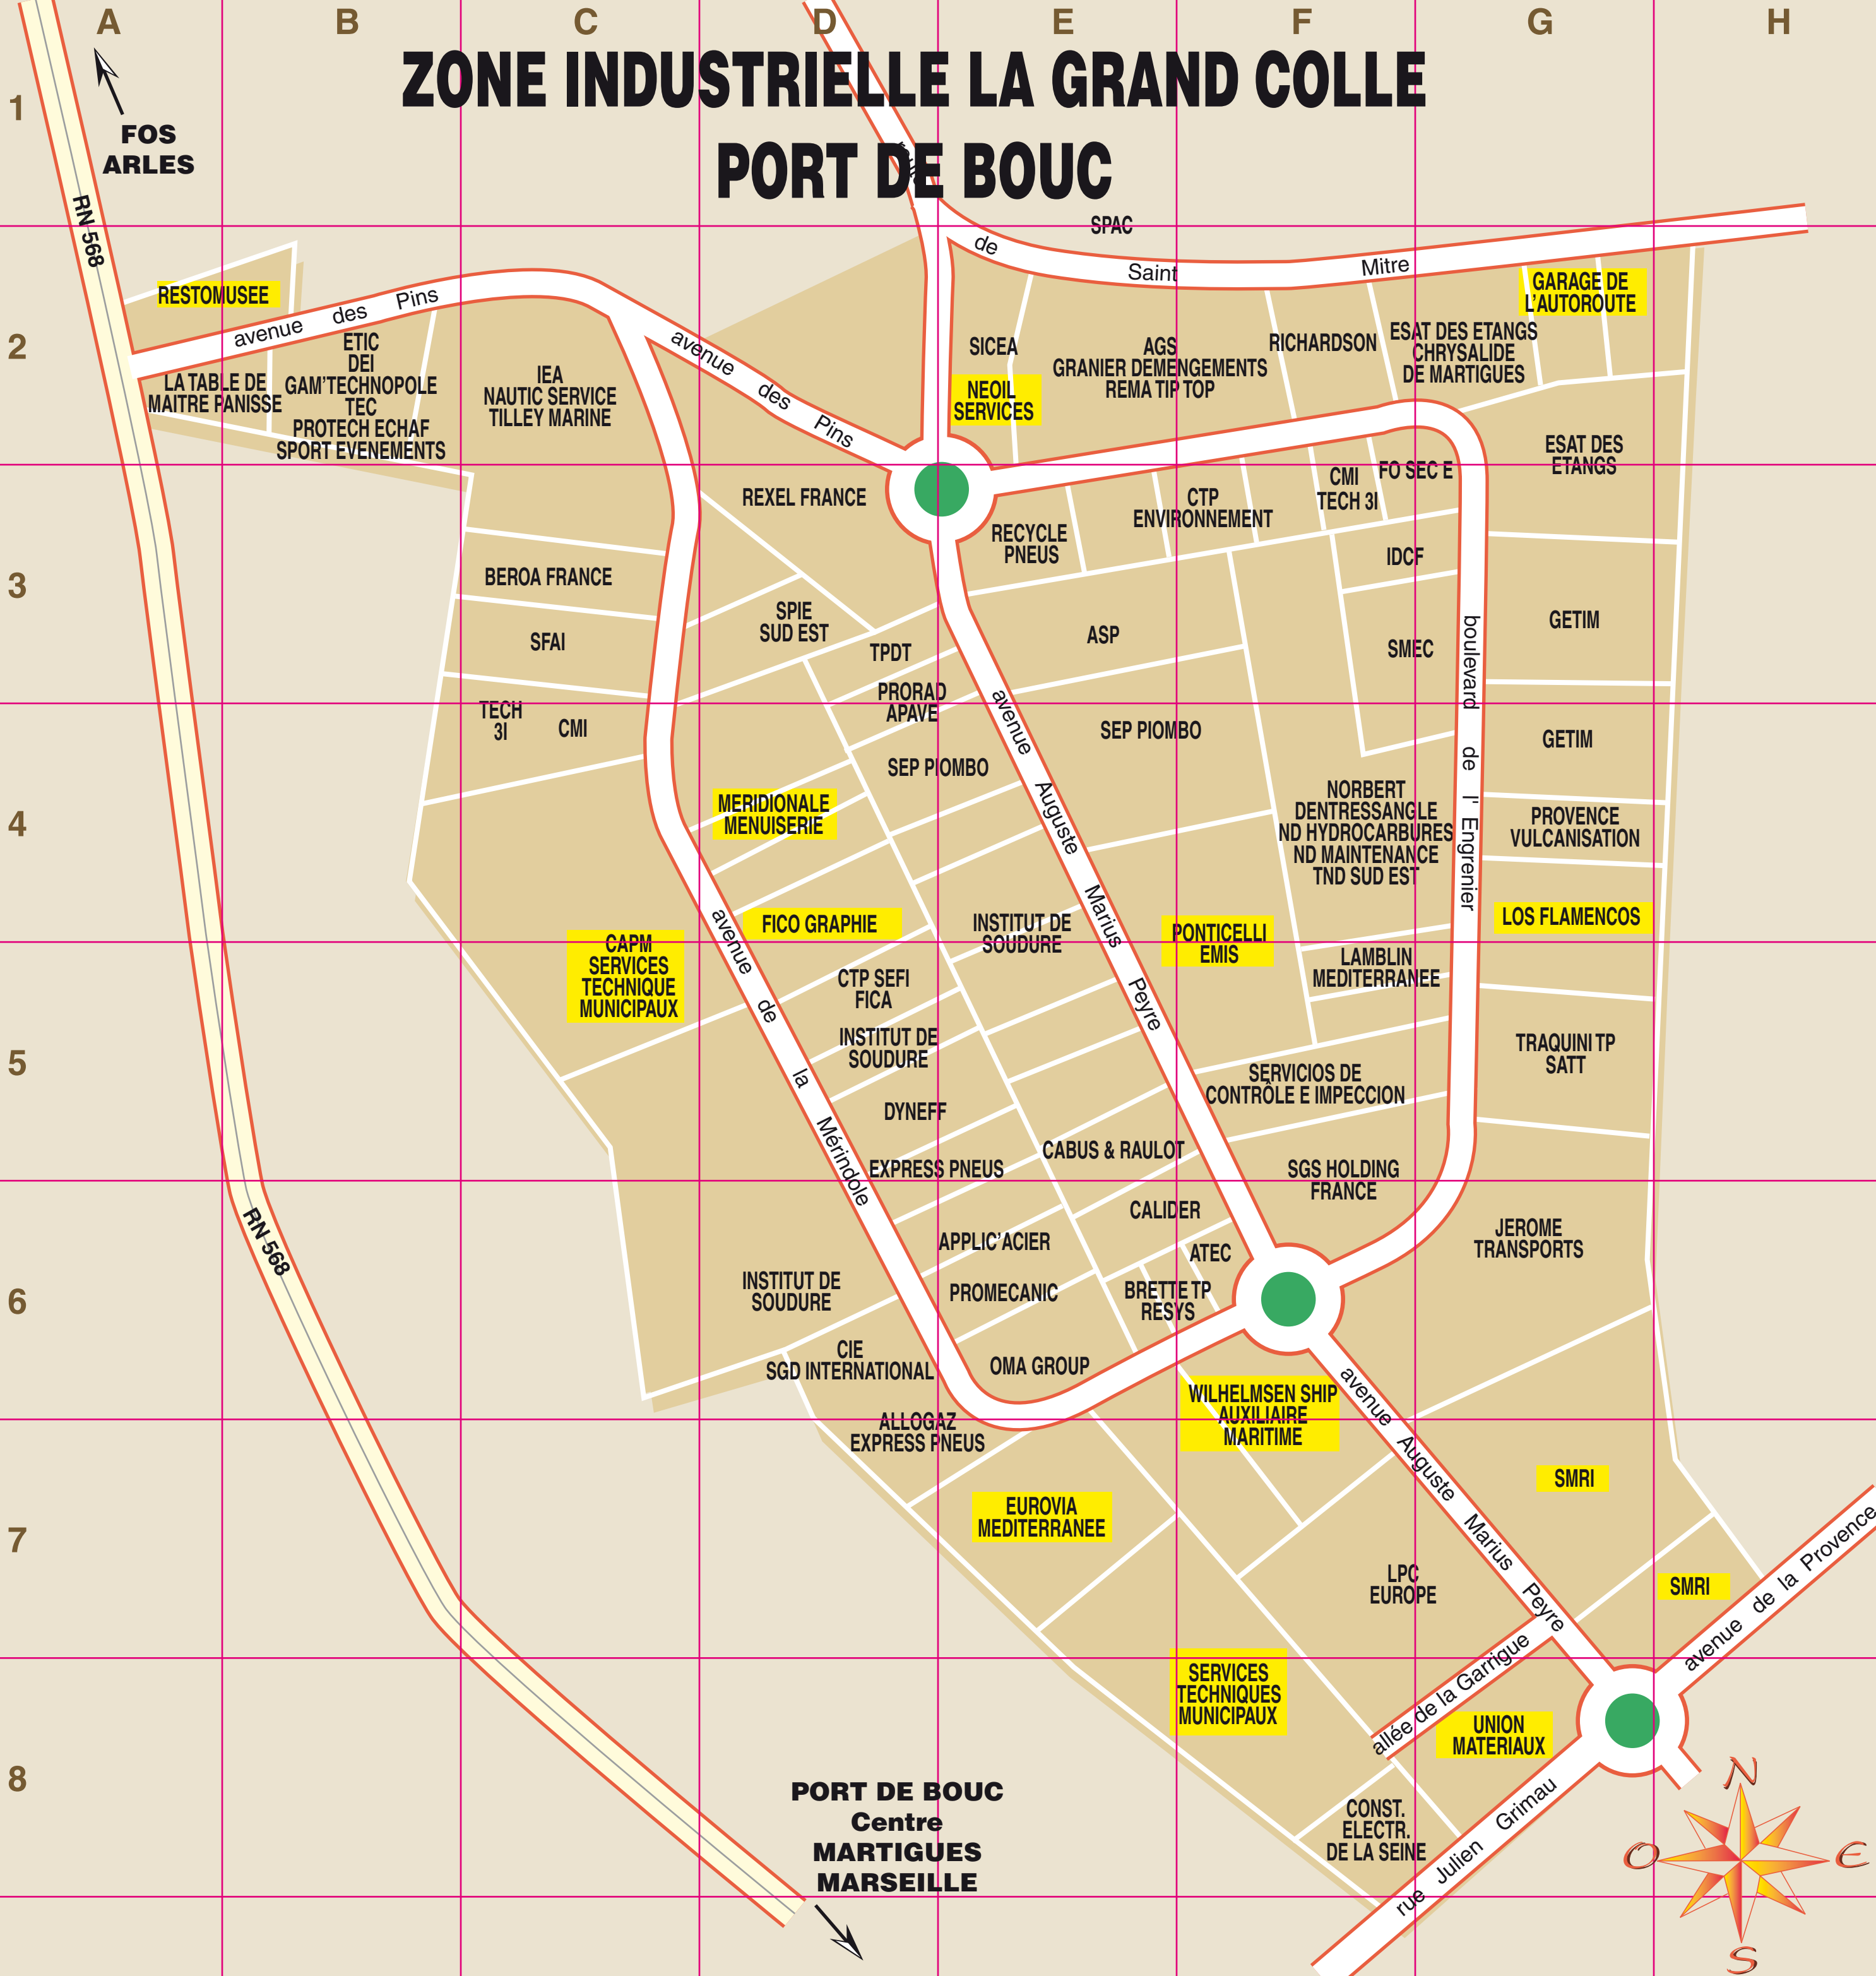 A B C D E F G H
ZONE INDUSTRIELLE LA GRAND COLLE
PORT DE BOUC
1
2
3
4
5
6
7
8
FOS
ARLES
RN 568
route
de
Saint
Mitre
SPAC
RESTOMUSEE
avenue des Pins
LA TABLE DE
MAITRE PANISSE
ETIC
DEI
GAM'TECHNOPOLE
TEC
PROTECH ECHAF
SPORT EVENEMENTS
IEA
NAUTIC SERVICE
TILLEY MARINE
avenue des Pins
SICEA
NEOIL
SERVICES
AGS
GRANIER DEMENGEMENTS
REMA TIP TOP
RICHARDSON
ESAT DES ETANGS
CHRYSALIDE
DE MARTIGUES
GARAGE DE
L'AUTOROUTE
ESAT DES
ETANGS
REXEL FRANCE
RECYCLE
PNEUS
CTP
ENVIRONNEMENT
CMI
TECH 3I
FO SEC E
IDCF
BEROA FRANCE
SFAI
SPIE
SUD EST
TPDT
ASP
SMEC
GETIM
boulevard de l' Engrenier
TECH
3I
CMI
PRORAD
APAVE
SEP PIOMBO
SEP PIOMBO
avenue Auguste Marius Peyre
GETIM
MERIDIONALE
MENUISERIE
NORBERT
DENTRESSANGLE
ND HYDROCARBURES
ND MAINTENANCE
TND SUD EST
PROVENCE
VULCANISATION
FICO GRAPHIE
INSTITUT DE
SOUDURE
PONTICELLI
EMIS
LOS FLAMENCOS
CAPM
SERVICES
TECHNIQUE
MUNICIPAUX
avenue de la Mérindole
CTP SEFI
FICA
LAMBLIN
MEDITERRANEE
INSTITUT DE
SOUDURE
TRAQUINI TP
SATT
SERVICIOS DE
CONTRÔLE E IMPECCION
DYNEFF
CABUS & RAULOT
EXPRESS PNEUS
SGS HOLDING
FRANCE
RN 568
CALIDER
APPLIC'ACIER
ATEC
JEROME
TRANSPORTS
INSTITUT DE
SOUDURE
PROMECANIC
BRETTE TP
RESYS
CIE
SGD INTERNATIONAL
OMA GROUP
WILHELMSEN SHIP
AUXILIAIRE
MARITIME
avenue Auguste Marius Peyre
ALLOGAZ
EXPRESS PNEUS
SMRI
EUROVIA
MEDITERRANEE
LPC
EUROPE
SMRI
avenue de la Provence
SERVICES
TECHNIQUES
MUNICIPAUX
allée de la Garrigue
UNION
MATERIAUX
CONST.
ELECTR.
DE LA SEINE
rue Julien Grimau
PORT DE BOUC
Centre
MARTIGUES
MARSEILLE
N
O
E
S